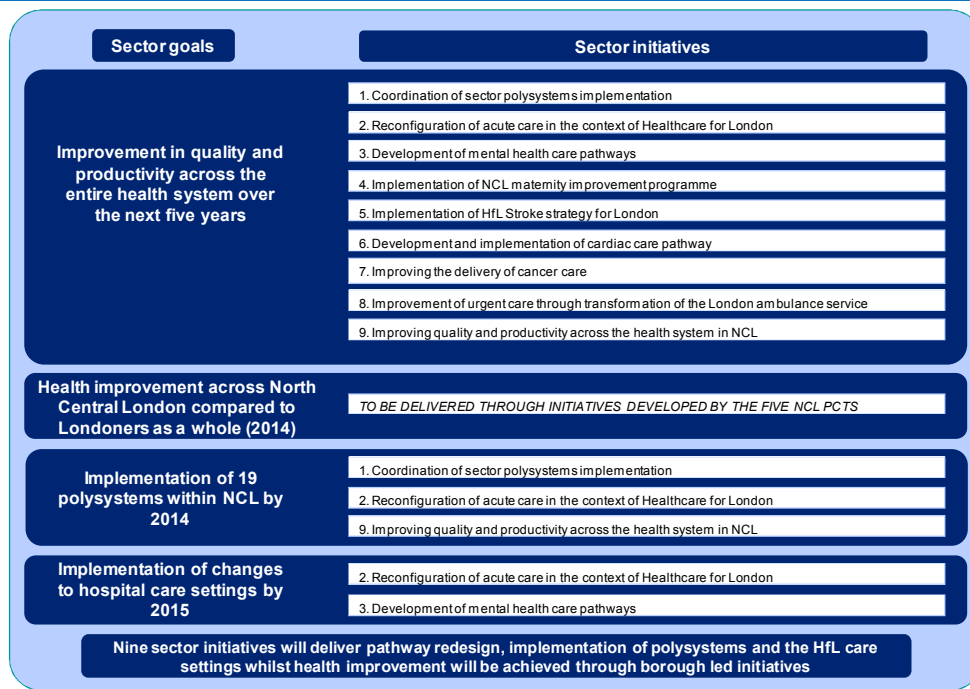 Sector goals
Sector initiatives
Improvement in quality and
productivity across the
entire health system over
the next five years
1. Coordination of sector polysystems implementation
2. Reconfiguration of acute care in the context of Healthcare for London
3. Development of mental health care pathways
4. Implementation of NCL maternity improvement programme
5. Implementation of HfL Stroke strategy for London
6. Development and implementation of cardiac care pathway
7. Improving the delivery of cancer care
8. Improvement of urgent care through transformation of the London ambulance service
9. Improving quality and productivity across the health system in NCL
Health improvement across North
Central London compared to
Londoners as a whole (2014)
TO BE DELIVERED THROUGH INITIATIVES DEVELOPED BY THE FIVE NCL PCTS
Implementation of 19
polysystems within NCL by
2014
1. Coordination of sector polysystems implementation
2. Reconfiguration of acute care in the context of Healthcare for London
9. Improving quality and productivity across the health system in NCL
Implementation of changes
to hospital care settings by
2015
2. Reconfiguration of acute care in the context of Healthcare for London
3. Development of mental health care pathways
Nine sector initiatives will deliver pathway redesign, implementation of polysystems and the HfL care
settings whilst health improvement will be achieved through borough led initiatives